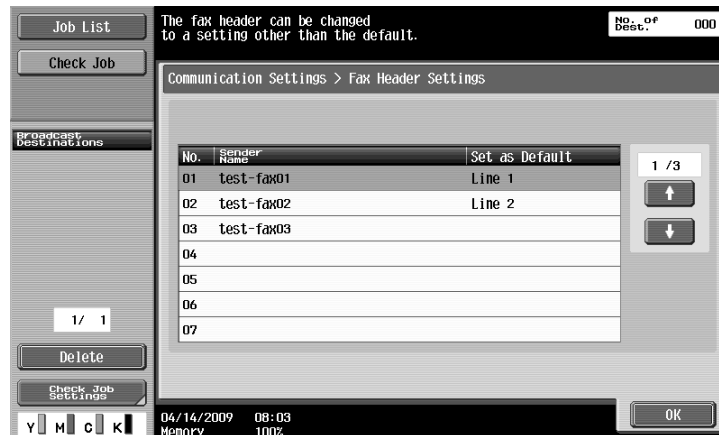 Job List
Check Job
Broadcast
Destinations
1/ 1
Delete
Check Job
Settings
Y M C K
The fax header can be changed
to a setting other than the default.
No. of
Dest. 000
Communication Settings > Fax Header Settings
No. Sender
Name Set as Default
01 test-fax01 Line 1
02 test-fax02 Line 2
03 test-fax03
04
05
06
07
1 /3
04/14/2009 08:03
Memory 100%
OK